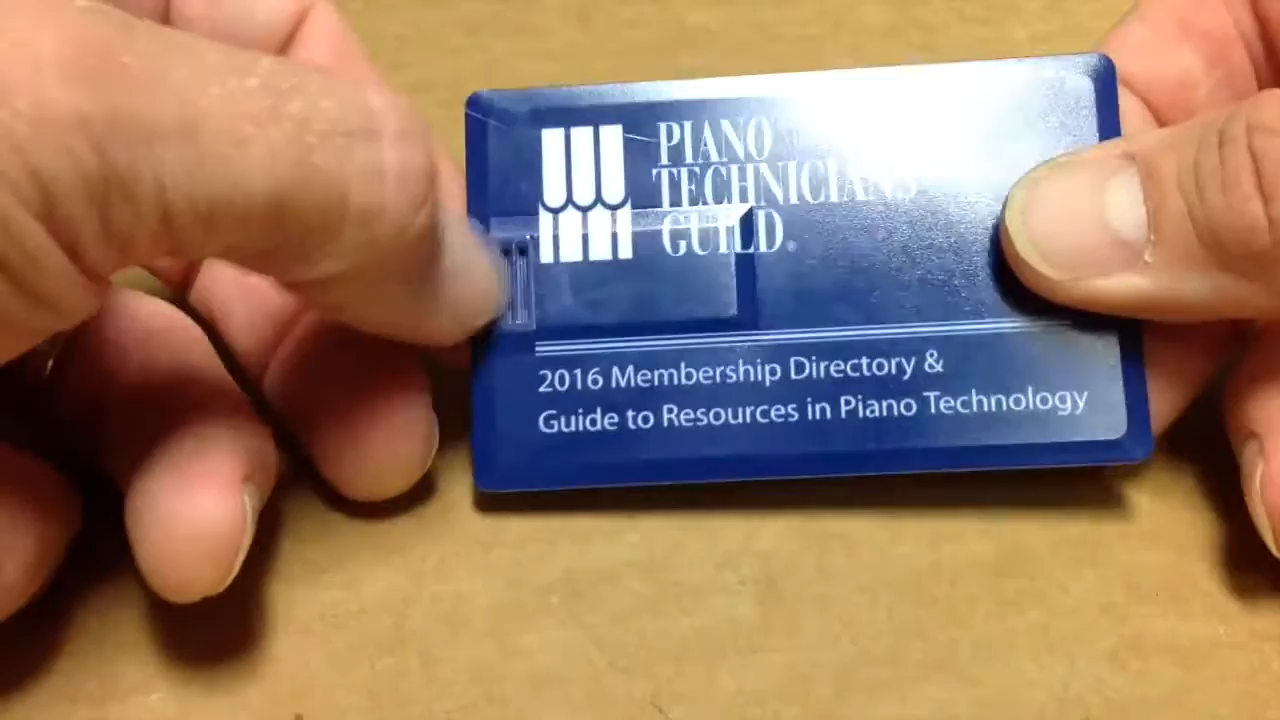 PIANO
TECHNICIANS
GUILD®
2016 Membership Directory &
Guide to Resources in Piano Technology